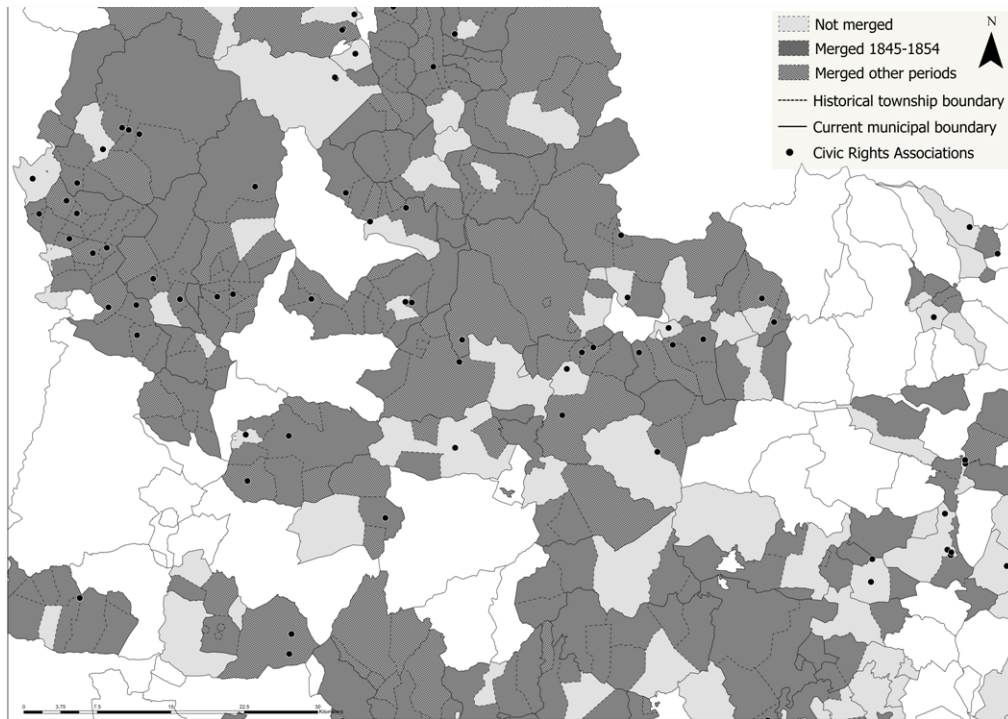 Not merged
N
Merged 1845-1854
Merged other periods
Historical township boundary
Current municipal boundary
Civic Rights Associations
0 3.75 7.5 15 22.5 30
Kilometers